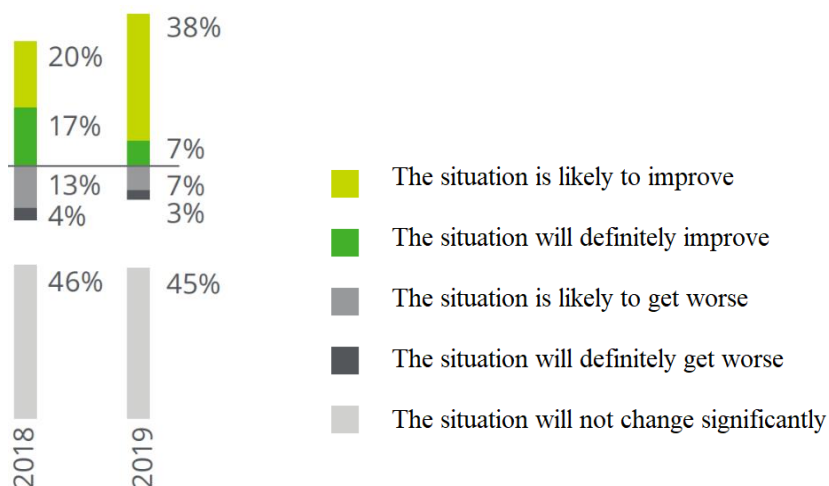 20%
17%
13%
4%
46%
2018
38%
7%
7%
3%
45%
2019
The situation is likely to improve
The situation will definitely improve
The situation is likely to get worse
The situation will definitely get worse
The situation will not change significantly